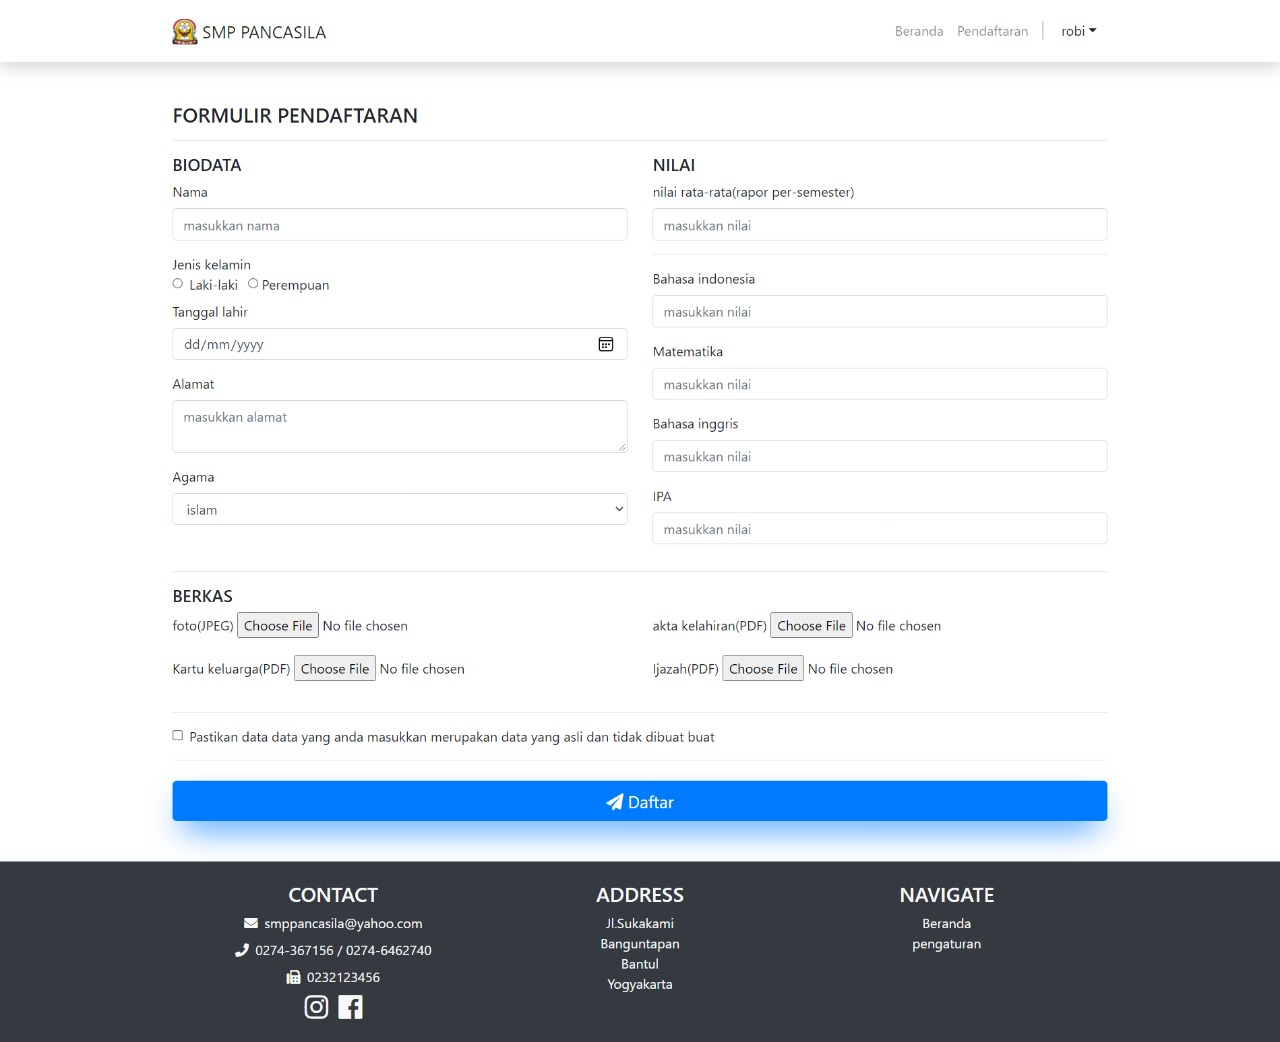 SMP PANCASILA
Beranda Pendaftaran robi
FORMULIR PENDAFTARAN
BIODATA
Nama
masukkan nama
Jenis kelamin
Laki-laki Perempuan
Tanggal lahir
dd/mm/yyyy
Alamat
masukkan alamat
Agama
islam
NILAI
nilai rata-rata(rapor per-semester)
masukkan nilai
Bahasa indonesia
masukkan nilai
Matematika
masukkan nilai
Bahasa inggris
masukkan nilai
IPA
masukkan nilai
BERKAS
foto(JPEG) Choose File No file chosen
akta kelahiran(PDF) Choose File No file chosen
Kartu keluarga(PDF) Choose File No file chosen
Ijazah(PDF) Choose File No file chosen
Pastikan data data yang anda masukkan merupakan data yang asli dan tidak dibuat buat
Daftar
CONTACT
smppancasila@yahoo.com
0274-367156 / 0274-6462740
0232123456
ADDRESS
Jl.Sukakami
Banguntapan
Bantul
Yogyakarta
NAVIGATE
Beranda
pengaturan